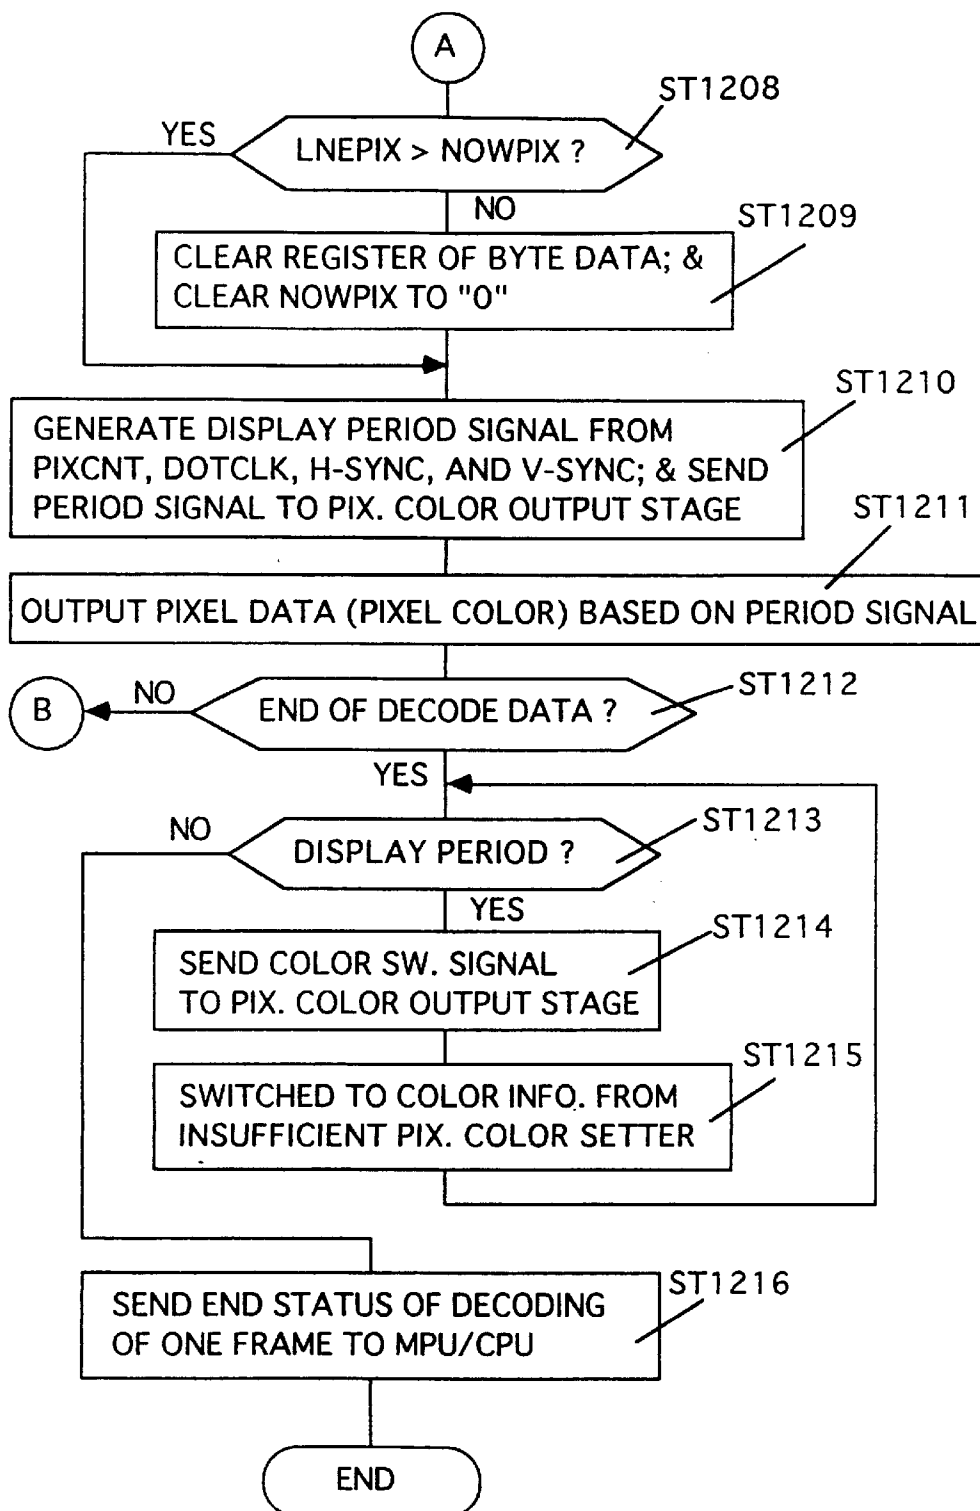 A
ST1208
YES
LNEPIX > NOWPIX ?
NO
ST1209
CLEAR REGISTER OF BYTE DATA; &
CLEAR NOWPIX TO "0"
ST1210
GENERATE DISPLAY PERIOD SIGNAL FROM
PIXCNT, DOTCLK, H-SYNC, AND V-SYNC; & SEND
PERIOD SIGNAL TO PIX. COLOR OUTPUT STAGE
ST1211
OUTPUT PIXEL DATA (PIXEL COLOR) BASED ON PERIOD SIGNAL
ST1212
B
NO
END OF DECODE DATA ?
YES
ST1213
NO
DISPLAY PERIOD ?
YES
ST1214
SEND COLOR SW. SIGNAL
TO PIX. COLOR OUTPUT STAGE
ST1215
SWITCHED TO COLOR INFO. FROM
INSUFFICIENT PIX. COLOR SETTER
ST1216
SEND END STATUS OF DECODING
OF ONE FRAME TO MPU/CPU
END